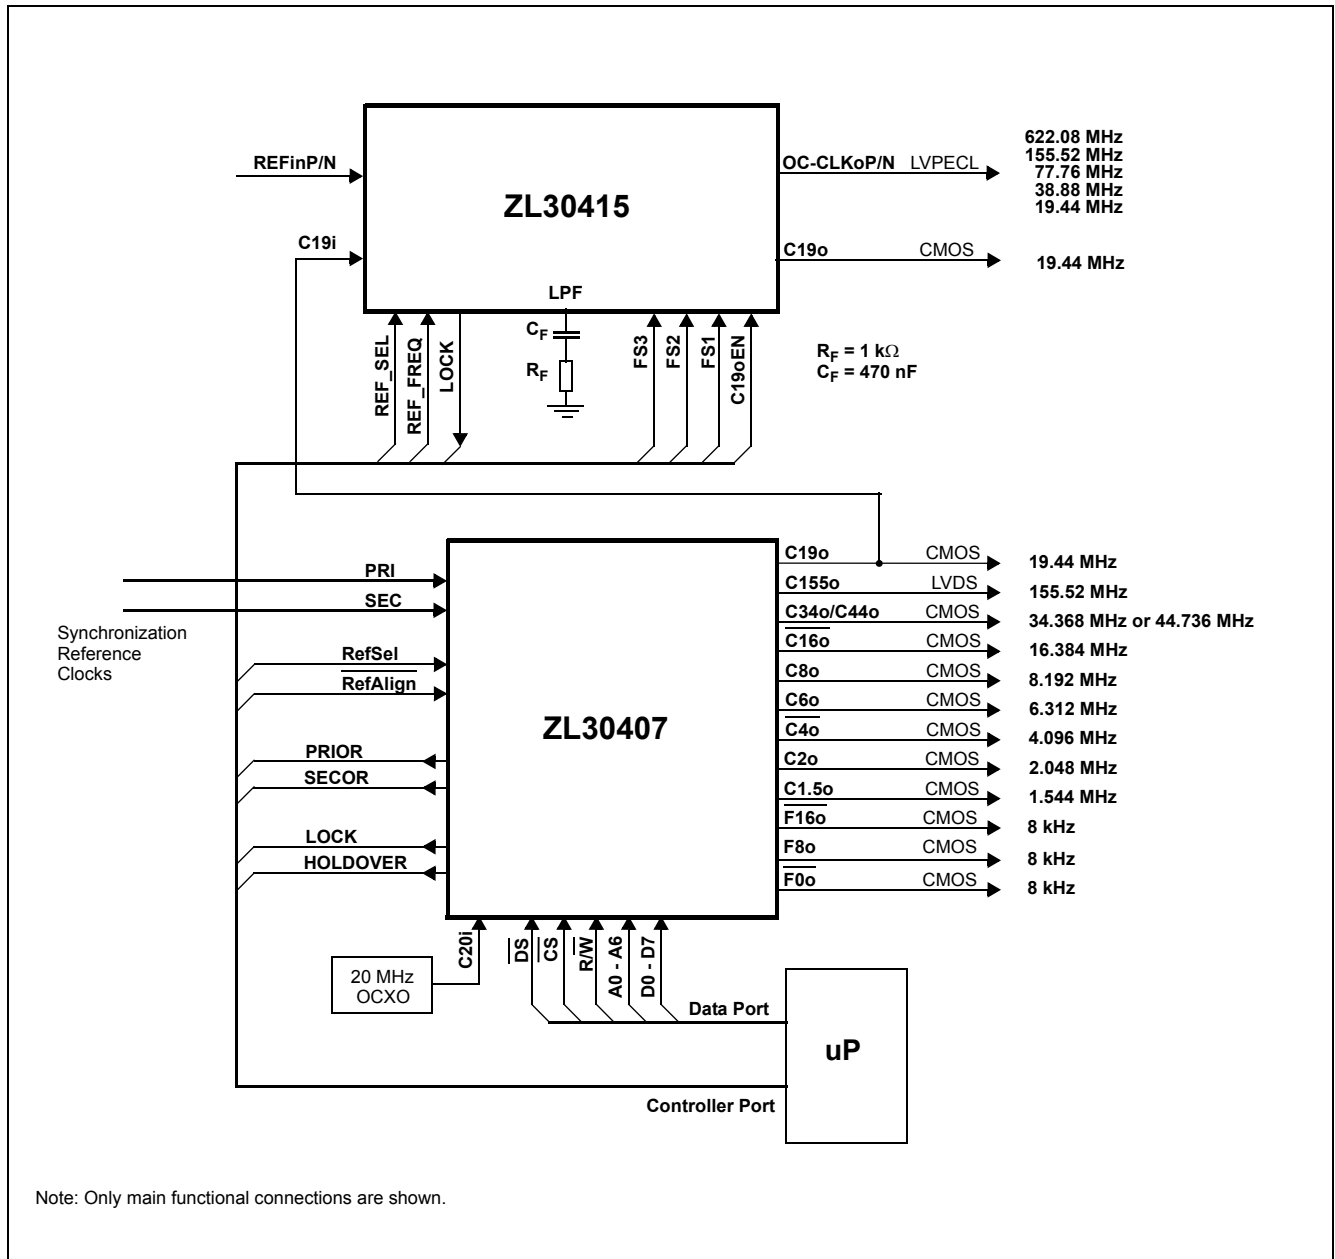 622.08 MHz
155.52 MHz
77.76 MHz
38.88 MHz
19.44 MHz
REFinP/N
OC-CLKoP/N LVPECL
ZL30415
C19i
C19o CMOS 19.44 MHz
LPF
REF_SEL
REF_FREQ
LOCK
CF
RF
FS3
FS2
FS1
C19oEN
RF = 1 kΩ
CF = 470 nF
C19o CMOS 19.44 MHz
PRI
C155o LVDS 155.52 MHz
SEC
C34o/C44o CMOS 34.368 MHz or 44.736 MHz
Synchronization
Reference
Clocks
C16o CMOS 16.384 MHz
RefSel
C8o CMOS 8.192 MHz
RefAlign
C6o CMOS 6.312 MHz
ZL30407
C4o CMOS 4.096 MHz
PRIOR
C2o CMOS 2.048 MHz
SECOR
C1.5o CMOS 1.544 MHz
F16o CMOS 8 kHz
LOCK
F8o CMOS 8 kHz
HOLDOVER
F0o CMOS 8 kHz
C20i
DS
CS
R/W
A0 - A6
D0 - D7
20 MHz
OCXO
Data Port
uP
Controller Port
Note: Only main functional connections are shown.